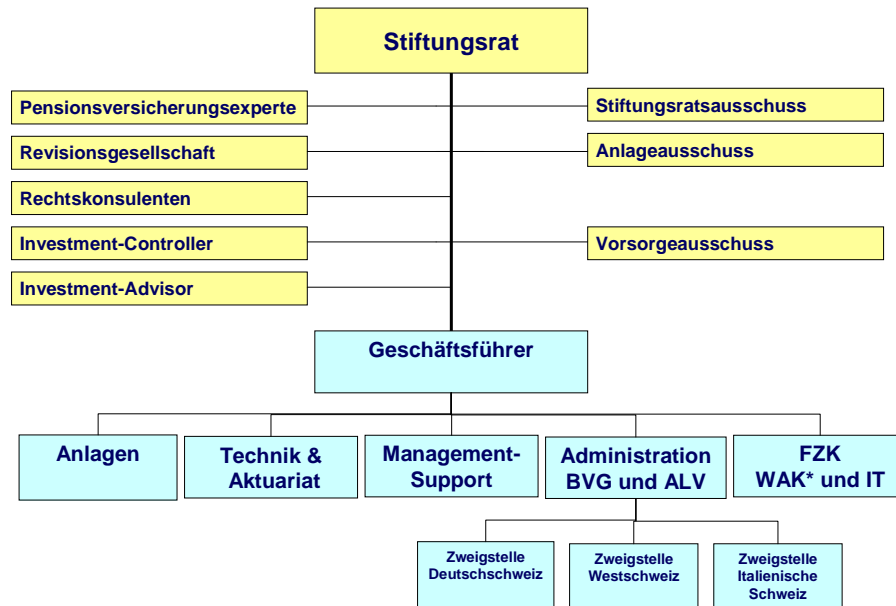 Stiftungsrat
Pensionsversicherungsexperte
Stiftungsratsausschuss
Revisionsgesellschaft
Anlageausschuss
Rechtskonsulenten
Investment-Controller
Vorsorgeausschuss
Investment-Advisor
Geschäftsführer
Anlagen
Technik &
Aktuariat
Management-
Support
Administration
BVG und ALV
FZK
WAK* und IT
Zweigstelle
Deutschschweiz
Zweigstelle
Westschweiz
Zweigstelle
Italienische
Schweiz